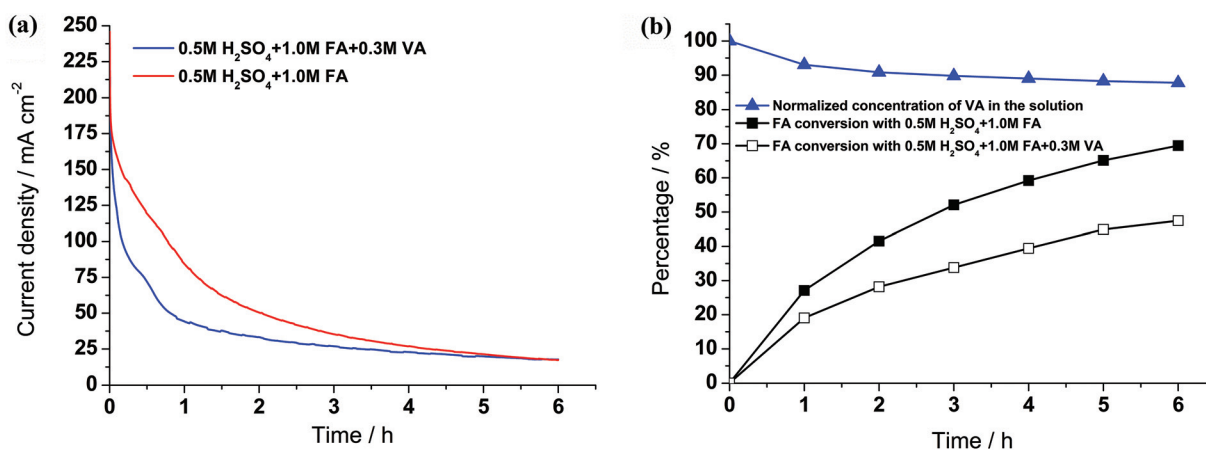 (a)
250
225
200
175
150
125
100
75
50
25
0
Current density / mA cm⁻²
0.5M H₂SO₄+1.0M FA+0.3M VA
0.5M H₂SO₄+1.0M FA
0 1 2 3 4 5 6
Time / h
(b)
100
90
80
70
60
50
40
30
20
10
0
Percentage / %
Normalized concentration of VA in the solution
FA conversion with 0.5M H₂SO₄+1.0M FA
FA conversion with 0.5M H₂SO₄+1.0M FA+0.3M VA
0 1 2 3 4 5 6
Time / h